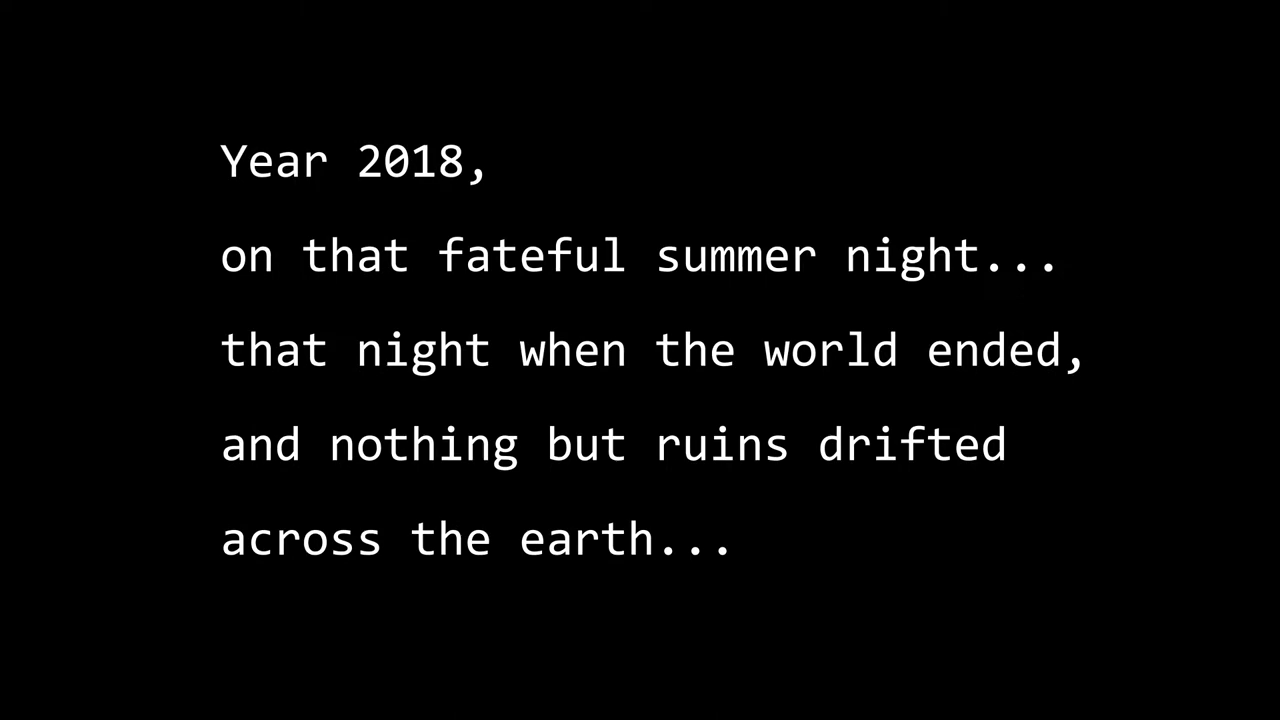 Year 2018,
on that fateful summer night...
that night when the world ended,
and nothing but ruins drifted
across the earth...